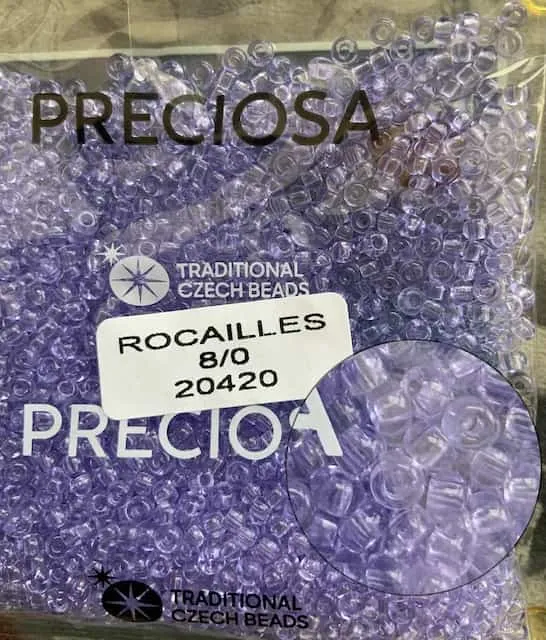 PRECIOSA
TRADITIONAL
CZECH BEADS
ROCAILLES
8/0
20420
PRECIOSA
TRADITIONAL
CZECH BEADS